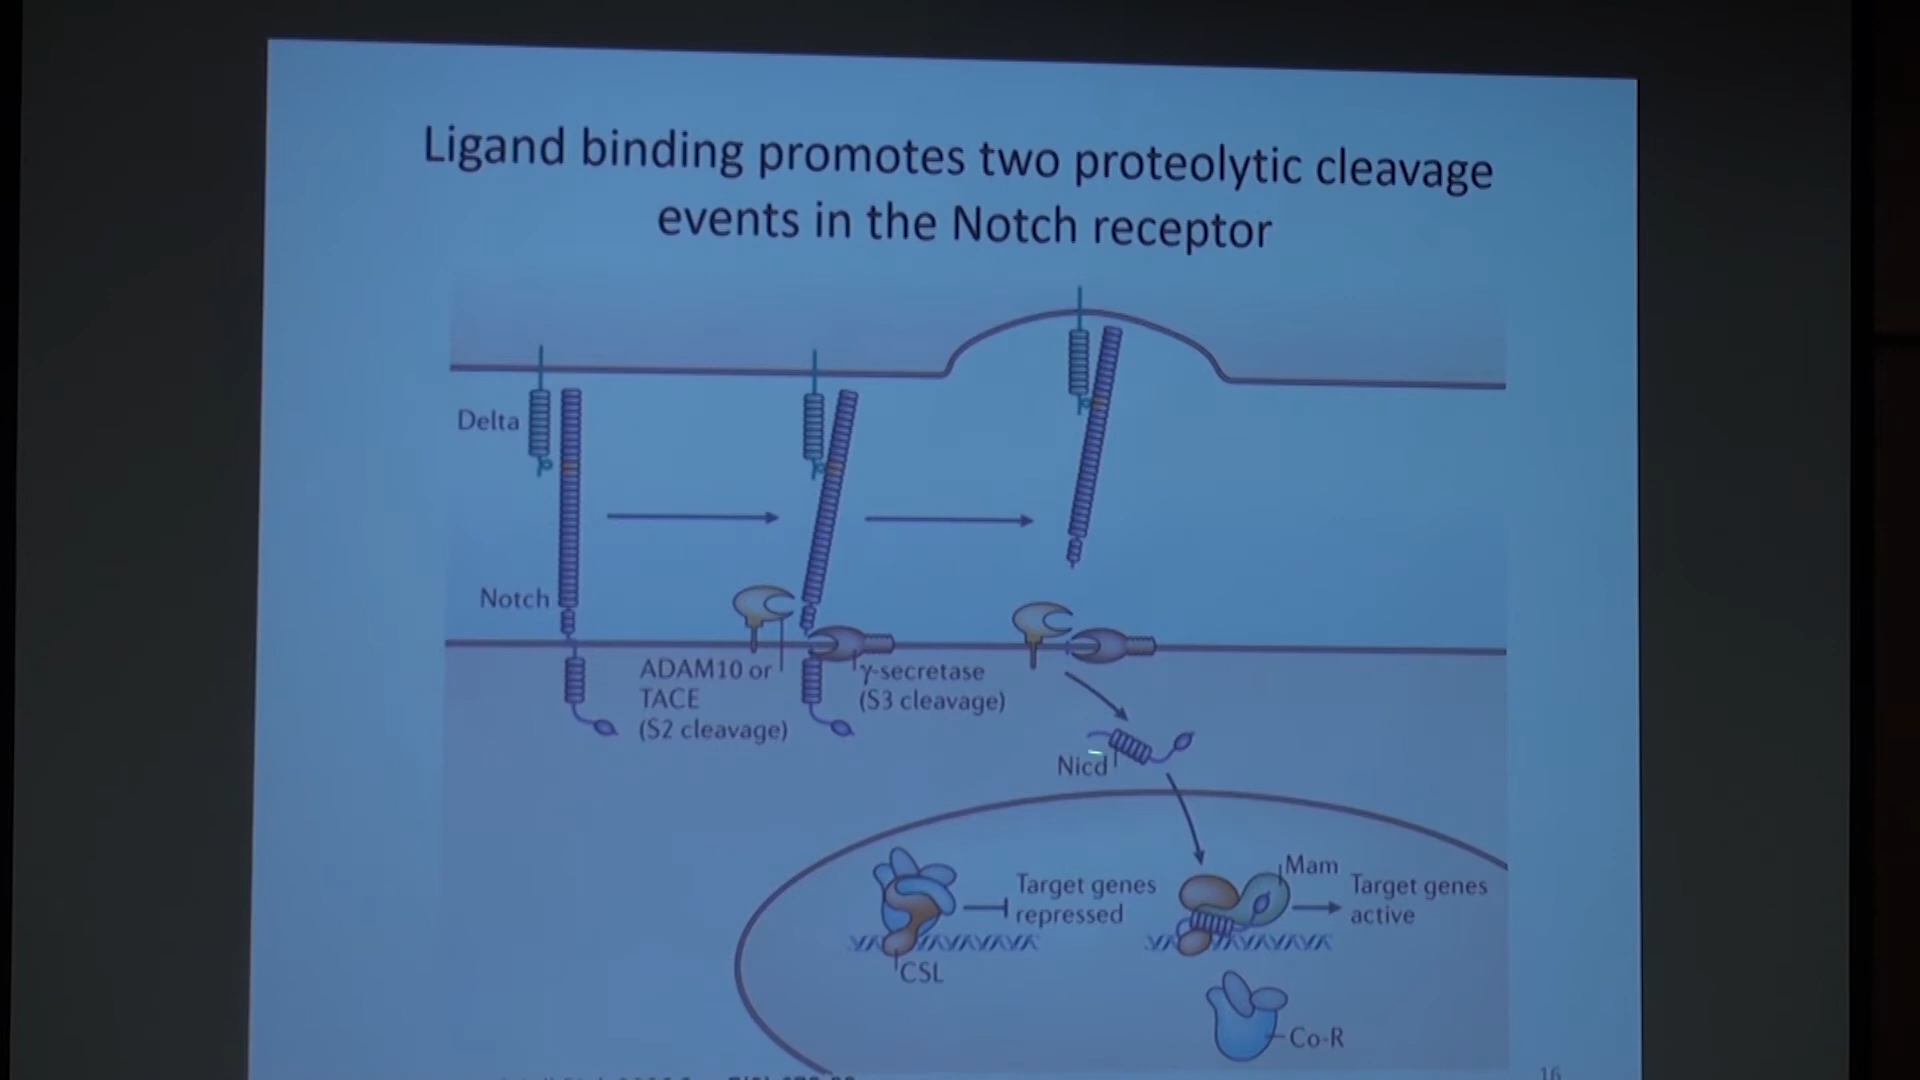 Ligand binding promotes two proteolytic cleavage
events in the Notch receptor
Delta
Notch
ADAM10 or
TACE
(S2 cleavage)
γ-secretase
(S3 cleavage)
Nicd
Target genes
repressed
CSL
Mam
Target genes
active
Co-R
16